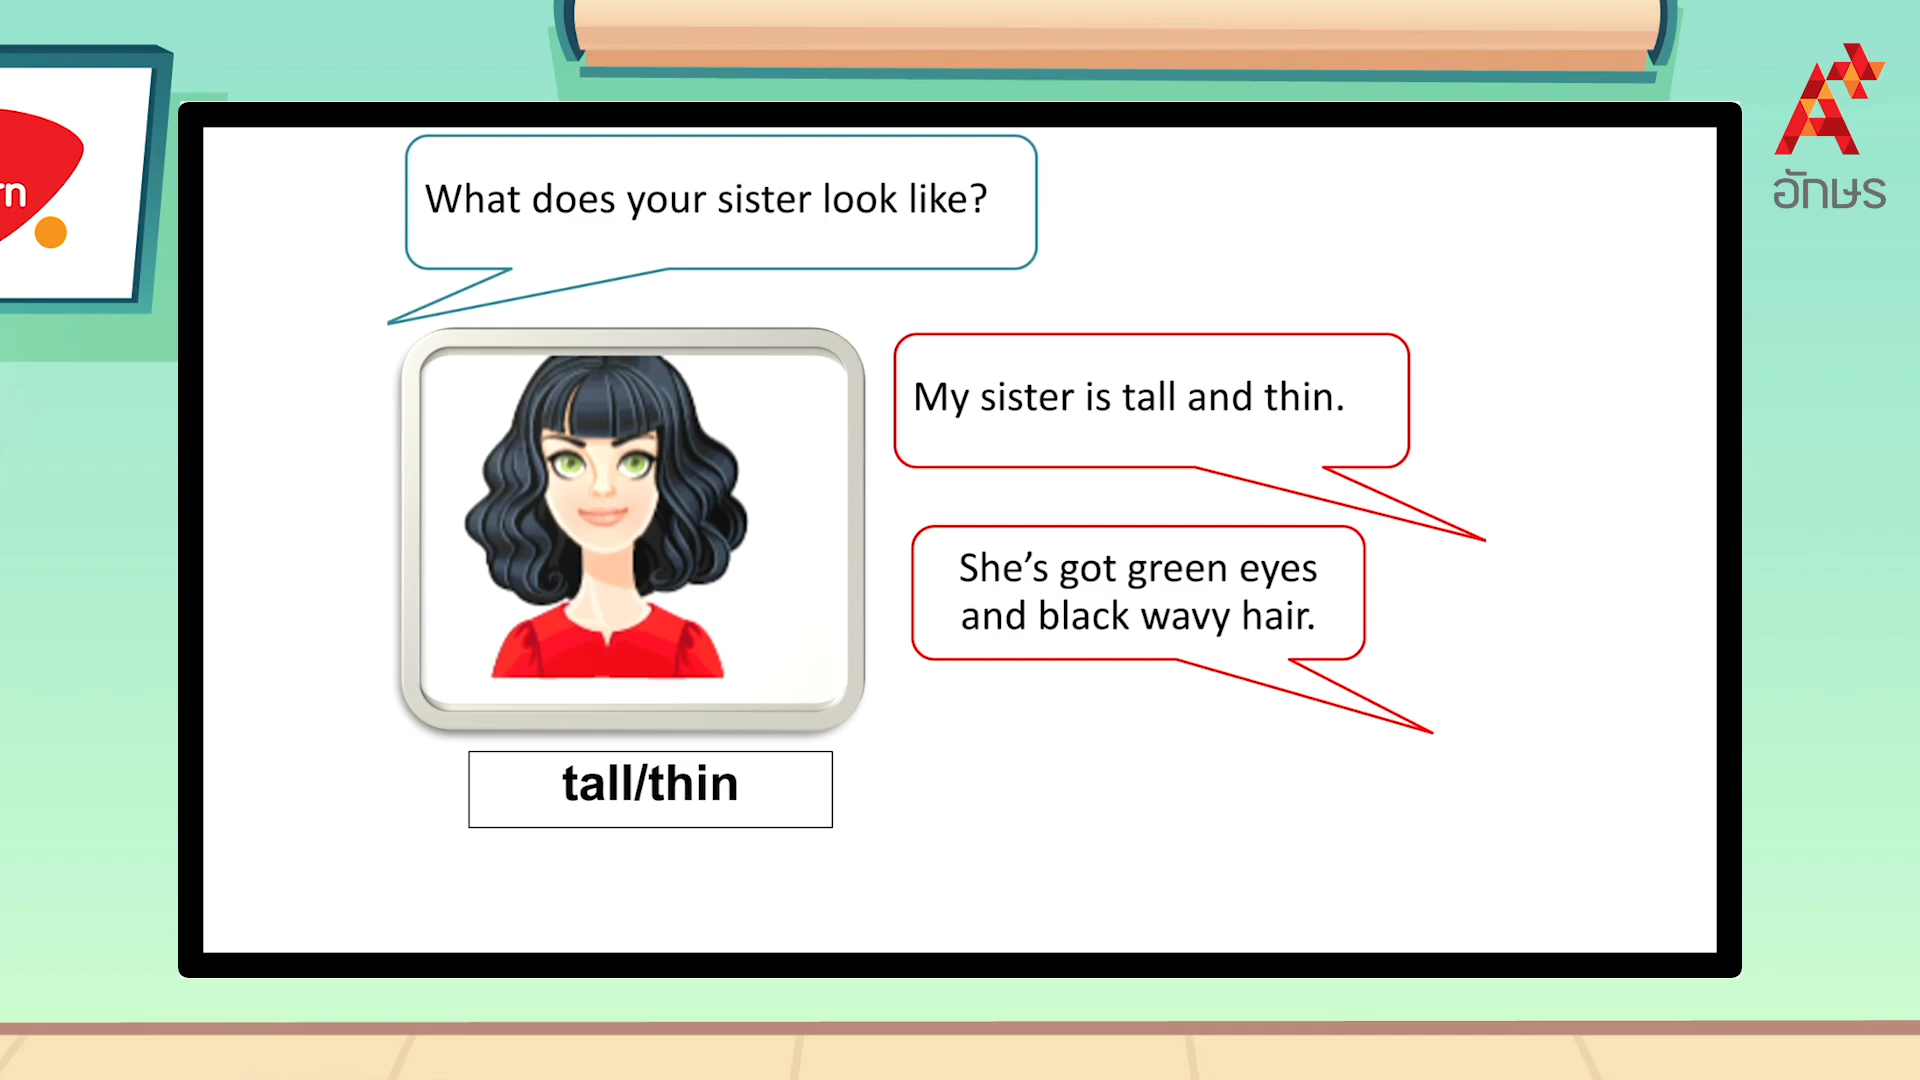 rn
อักษร
What does your sister look like?
My sister is tall and thin.
She’s got green eyes
and black wavy hair.
tall/thin